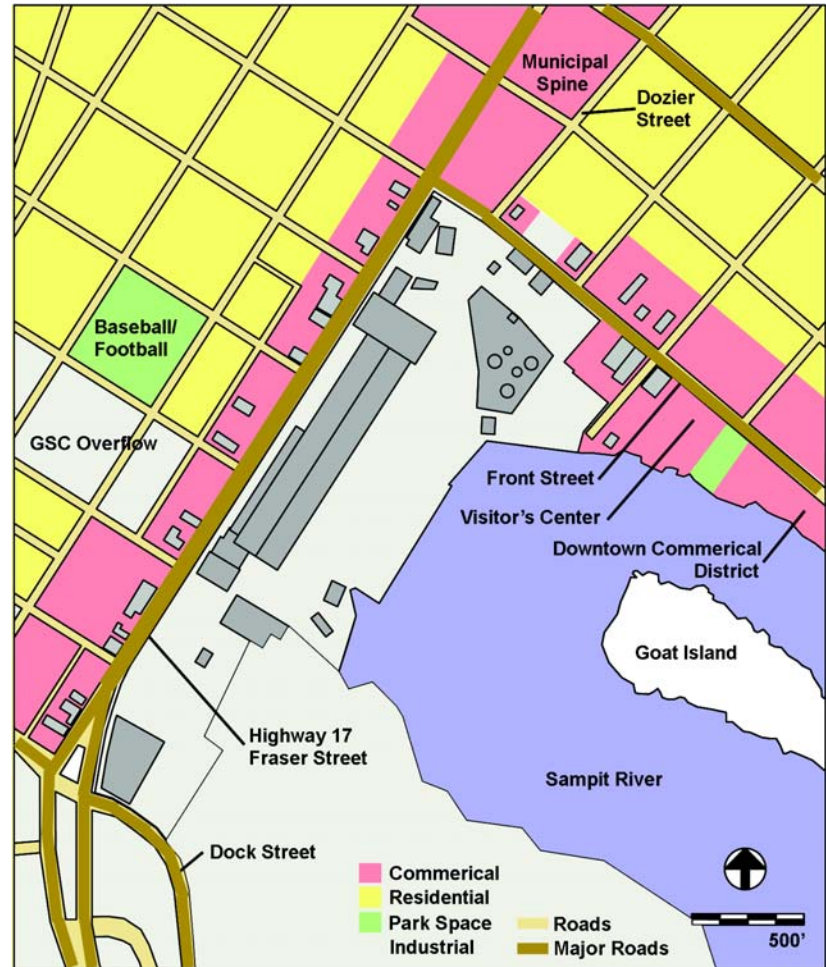 Municipal
Spine
Dozier
Street
Baseball/
Football
GSC Overflow
Front Street
Visitor's Center
Downtown Commerical
District
Goat Island
Highway 17
Fraser Street
Sampit River
Dock Street
Commerical
Residential
Park Space
Industrial
Roads
Major Roads
500'